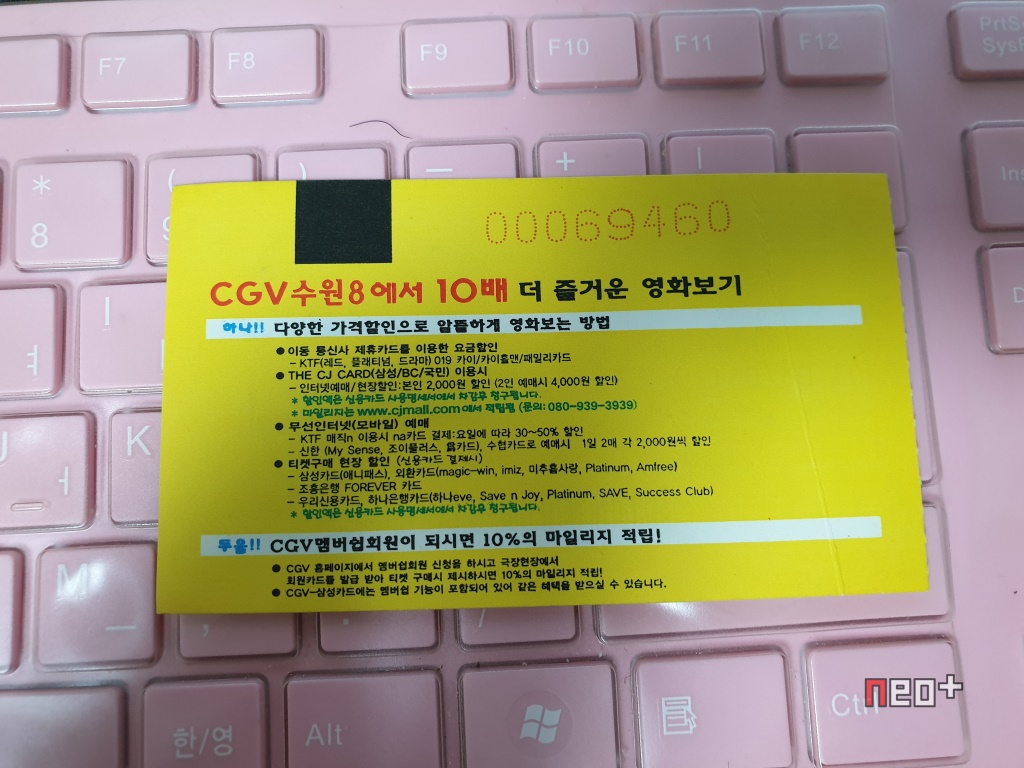 F7 F8 F9 F10 F11 F12 PrtS
SysR
* ( ) — + |
8
Ins
00069460
CGV수원8에서 10배 더 즐거운 영화보기
하나!! 다양한 가격할인으로 알뜰하게 영화보는 방법
● 이동 통신사 제휴카드를 이용한 요금할인
– KTF(레드, 플래티넘, 드라마) 019 카이/카이홀맨/패밀리카드
● THE CJ CARD(삼성/BC/국민) 이용시
– 인터넷예매/현장할인:본인 2,000원 할인 (2인 예매시 4,000원 할인)
* 할인액은 신용카드 사용명세서에서 차감후 청구됩니다.
* 마일리지는 www.cjmall.com에서 적립됨 (문의: 080-939-3939)
● 무선인터넷(모바일) 예매
– KTF 매직n 이용시 na카드 결제:요일에 따라 30~50% 할인
– 신한 (My Sense, 조이플러스, 카드), 수협카드로 예매시 1일 2매 각 2,000원씩 할인
● 티켓구매 현장 할인 (신용카드 결제시)
– 삼성카드(애니패스), 외환카드(magic-win, imiz, 미추홀사랑, Platinum, Amfree)
– 조흥은행 FOREVER 카드
– 우리신용카드, 하나은행카드(하나eve, Save n Joy, Platinum, SAVE, Success Club)
* 할인액은 신용카드 사용명세서에서 차감후 청구됩니다.
두울!! CGV멤버쉽회원이 되시면 10%의 마일리지 적립!
● CGV 홈페이지에서 멤버쉽회원 신청을 하시고 극장현장에서
회원카드를 발급 받아 티켓 구매시 제시하시면 10%의 마일리지 적립!
● CGV-삼성카드에는 멤버쉽 기능이 포함되어 있어 같은 혜택을 받으실 수 있습니다.
J K
M
한/영 Alt Ctrl
neo+